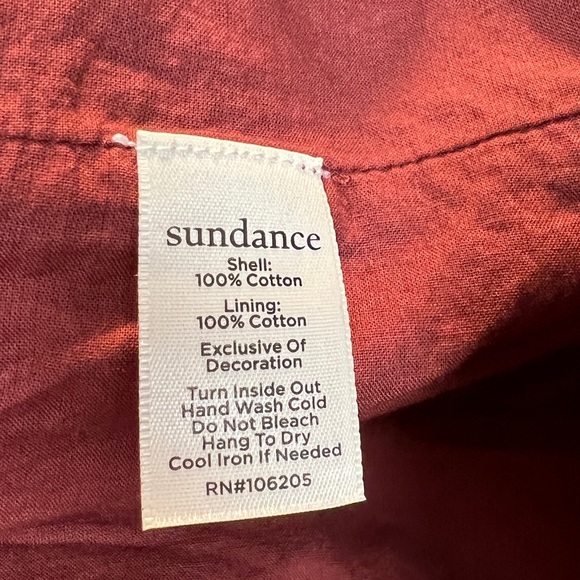 sundance
Shell:
100% Cotton
Lining:
100% Cotton
Exclusive Of
Decoration
Turn Inside Out
Hand Wash Cold
Do Not Bleach
Hang To Dry
Cool Iron If Needed
RN#106205